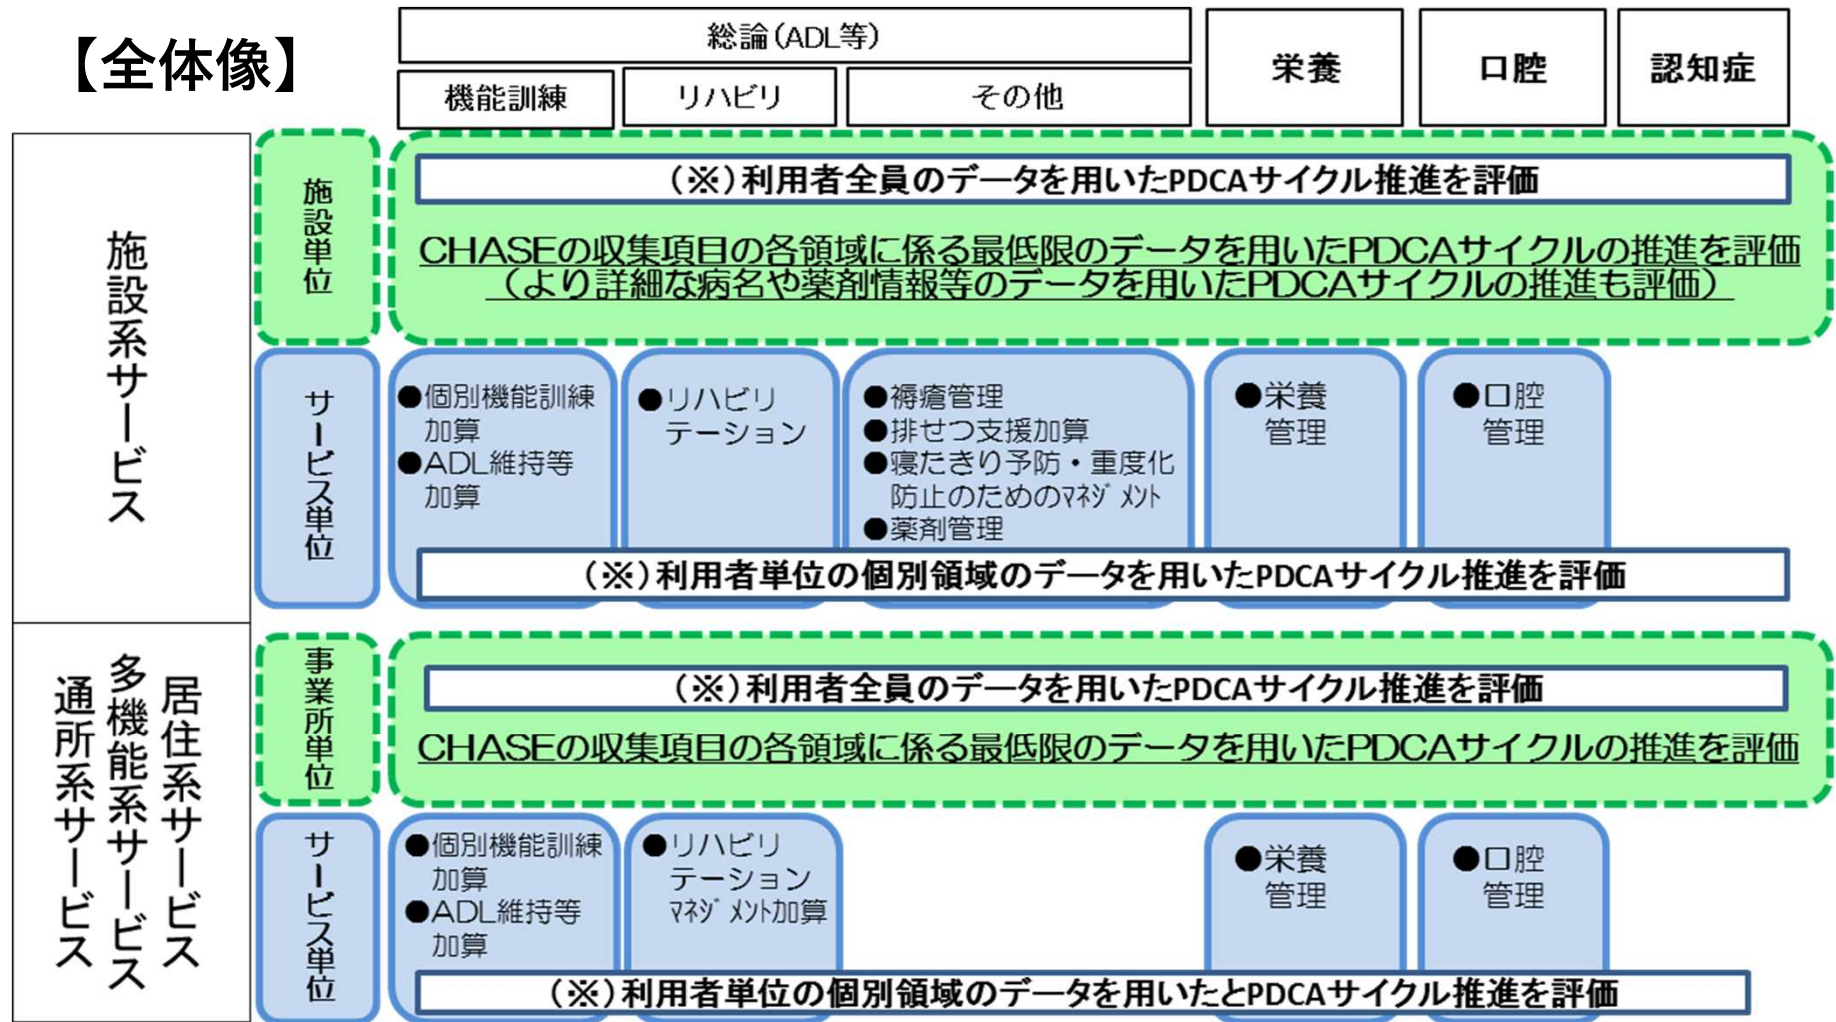 【全体像】
総論（ADL等）
機能訓練
リハビリ
その他
栄養
口腔
認知症
施設系サービス
施設単位
（※）利用者全員のデータを用いたPDCAサイクル推進を評価
CHASEの収集項目の各領域に係る最低限のデータを用いたPDCAサイクルの推進を評価
（より詳細な病名や薬剤情報等のデータを用いたPDCAサイクルの推進も評価）
サービス単位
●個別機能訓練
加算
●ADL維持等
加算
●リハビリ
テーション
●褥瘡管理
●排せつ支援加算
●寝たきり予防・重度化
防止のためのﾏﾈｼﾞﾒﾝﾄ
●薬剤管理
●栄養
管理
●口腔
管理
（※）利用者単位の個別領域のデータを用いたPDCAサイクル推進を評価
居住系サービス
多機能系サービス
通所系サービス
事業所単位
（※）利用者全員のデータを用いたPDCAサイクル推進を評価
CHASEの収集項目の各領域に係る最低限のデータを用いたPDCAサイクルの推進を評価
サービス単位
●個別機能訓練
加算
●ADL維持等
加算
●リハビリ
テーション
ﾏﾈｼﾞﾒﾝﾄ加算
●栄養
管理
●口腔
管理
（※）利用者単位の個別領域のデータを用いたとPDCAサイクル推進を評価